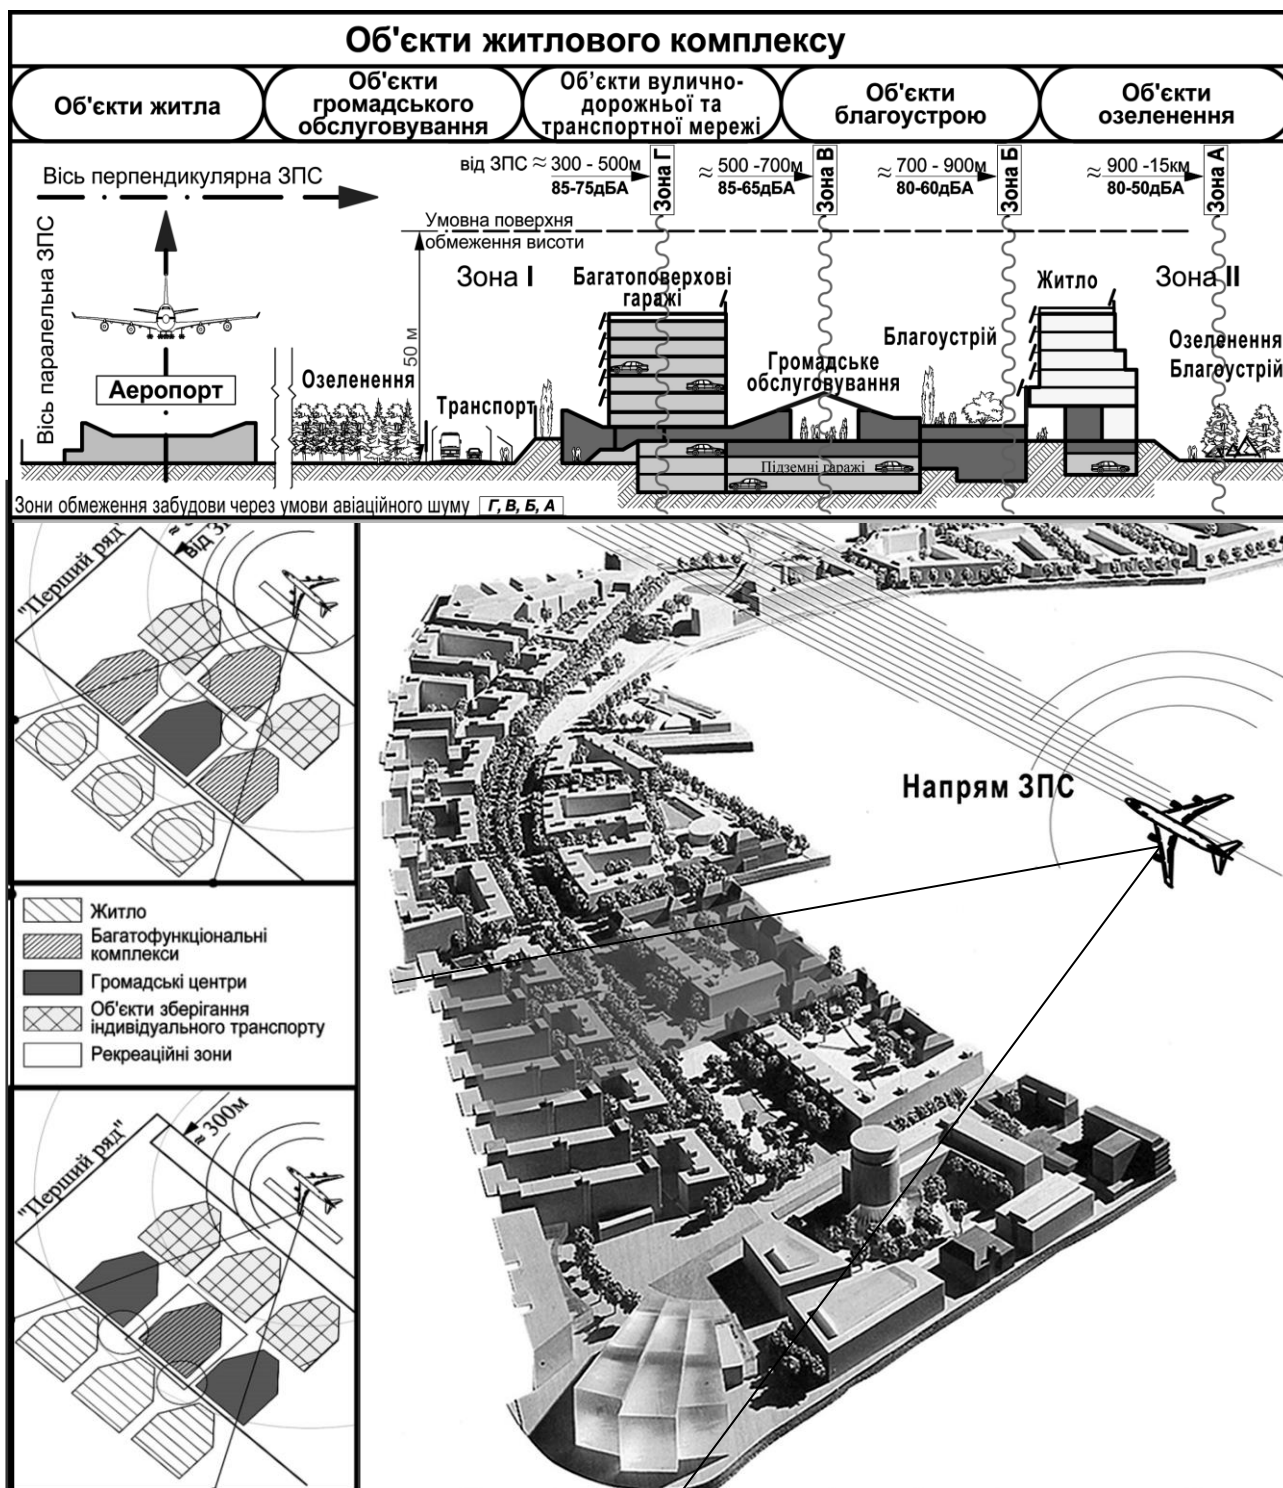 Об'єкти житлового комплексу
Об'єкти житла
Об'єкти
громадського
обслуговування
Об'єкти вулично-
дорожньої та
транспортної мережі
Об'єкти
благоустрою
Об'єкти
озеленення
Вісь перпендикулярна ЗПС
Вісь паралельна ЗПС
від ЗПС ≈ 300 - 500м
85-75дБА
Зона Г
≈ 500 -700м
85-65дБА
Зона В
≈ 700 - 900м
80-60дБА
Зона Б
≈ 900 -15км
80-50дБА
Зона А
Умовна поверхня
обмеження висоти
50 м
Зона I
Багатоповерхові
гаражі
Житло
Зона II
Благоустрій
Громадське
обслуговування
Озеленення
Благоустрій
Аеропорт
Озеленення
Транспорт
Підземні гаражі
Зони обмеження забудови через умови авіаційного шуму Г, В, Б, А
"Перший ряд"
від
Напрям ЗПС
Житло
Багатофункціональні
комплекси
Громадські центри
Об'єкти зберігання
індивідуального транспорту
Рекреаційні зони
"Перший ряд"
≈ 300м